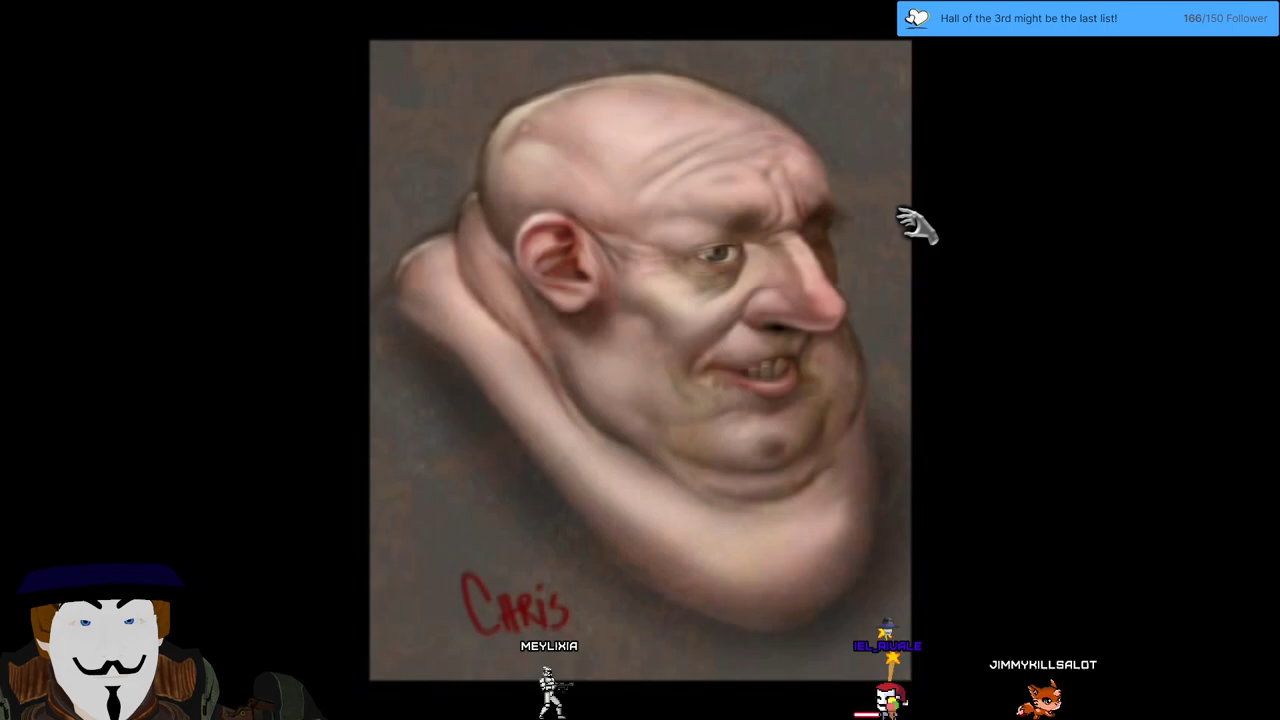 Hall of the 3rd might be the last list! 166/150 Follower
CHRiS
MEYLIXIA
JIMMYKILLSALOT